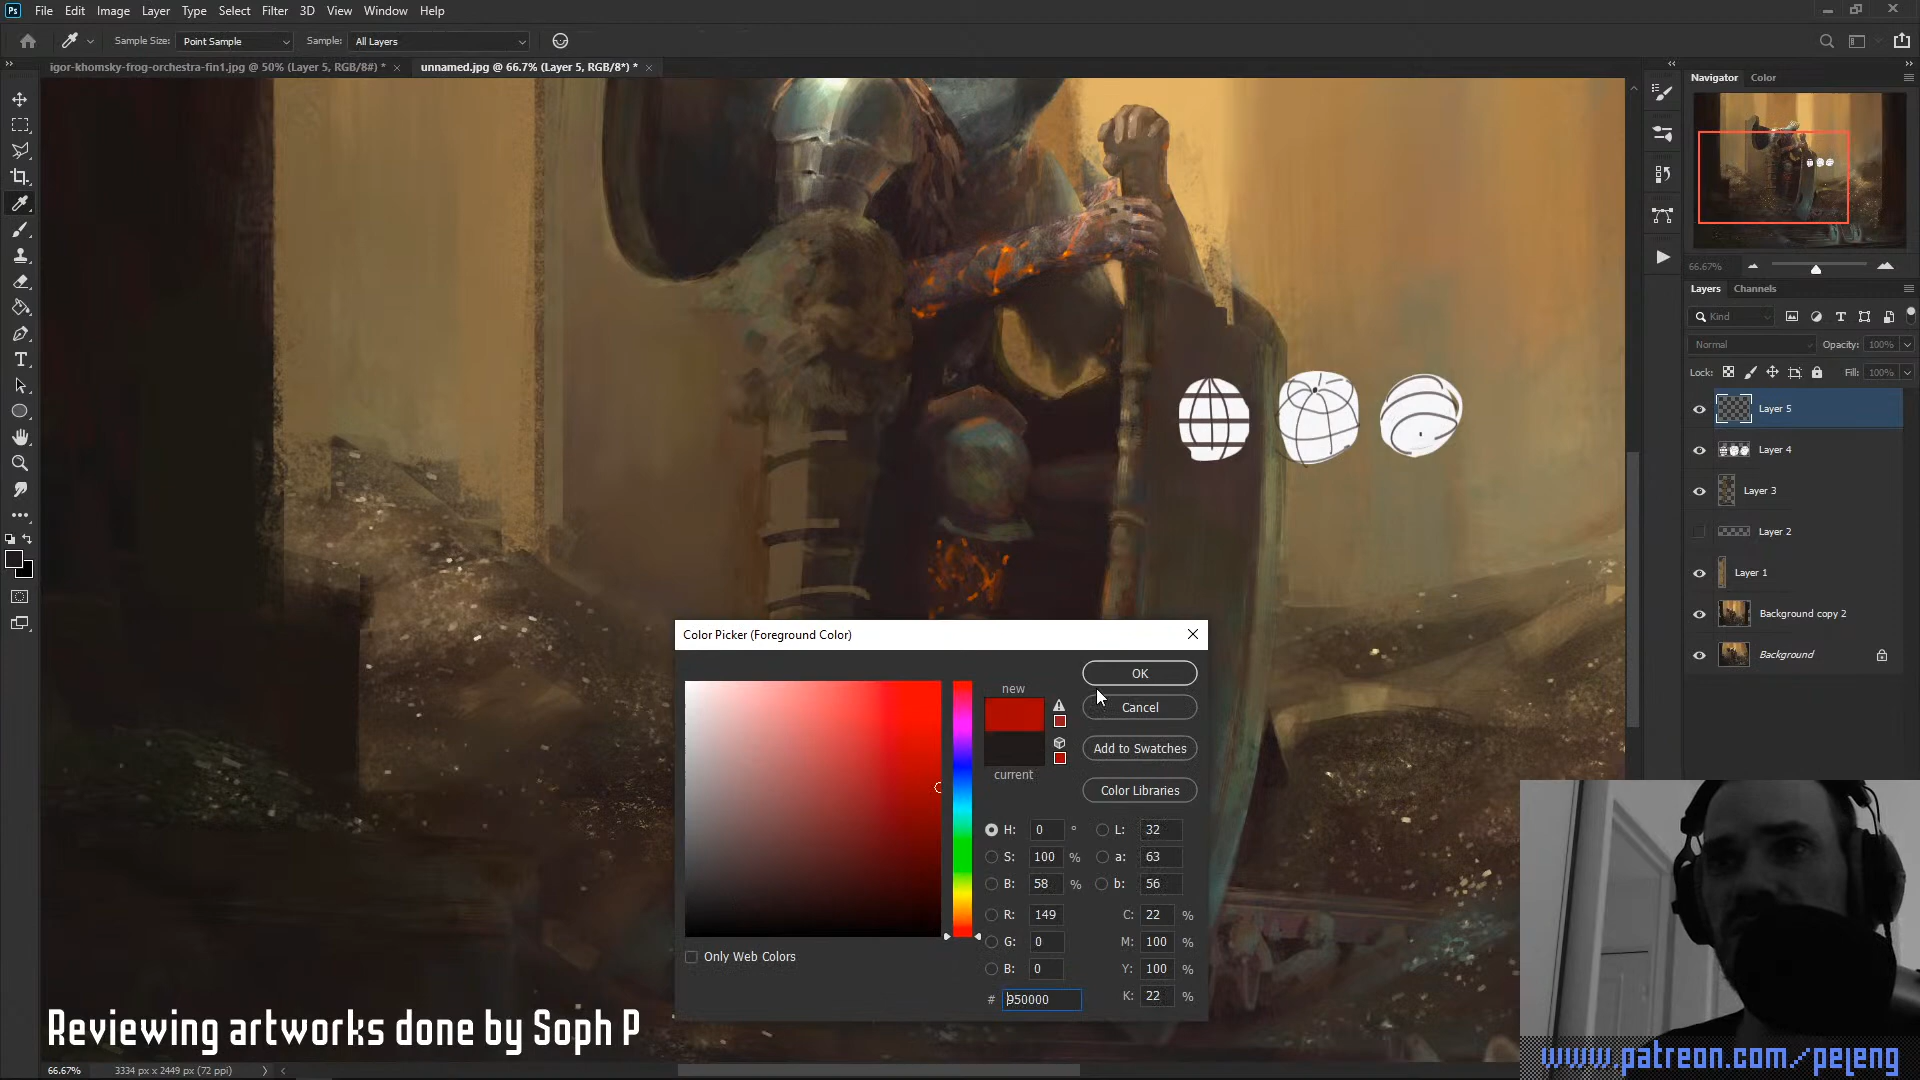 Ps File Edit Image Layer Type Select Filter 3D View Window Help
Sample Size: Point Sample Sample: All Layers
igor-khomsky-frog-orchestra-fin1.jpg @ 50% (Layer 5, RGB/8#) * × unnamed.jpg @ 66.7% (Layer 5, RGB/8*) * ×
Navigator Color
66.67%
Layers Channels
Kind
Normal Opacity: 100%
Lock: Fill: 100%
Layer 5
Layer 4
Layer 3
Layer 2
Layer 1
Background copy 2
Background
Color Picker (Foreground Color)
new
current
OK
Cancel
Add to Swatches
Color Libraries
H: 0 ° L: 32
S: 100 % a: 63
B: 58 % b: 56
R: 149 C: 22 %
G: 0 M: 100 %
B: 0 Y: 100 %
# 950000 K: 22 %
Only Web Colors
Reviewing artworks done by Soph P
www.patreon.com/peleng
66.67% 3334 px x 2449 px (72 ppi)